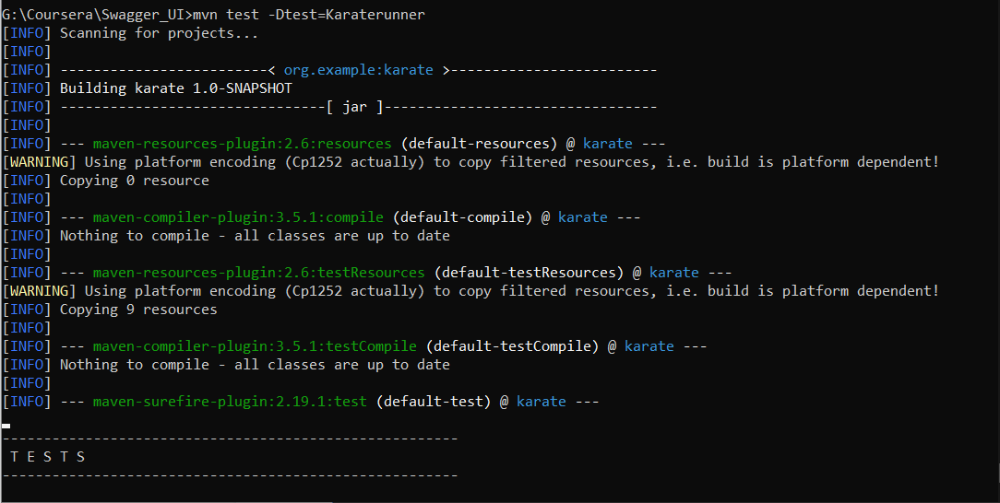 G:\Coursera\Swagger_UI>mvn test -Dtest=Karaterunner
[INFO] Scanning for projects...
[INFO]
[INFO] -------------------------< org.example:karate >-------------------------
[INFO] Building karate 1.0-SNAPSHOT
[INFO] --------------------------------[ jar ]---------------------------------
[INFO]
[INFO] --- maven-resources-plugin:2.6:resources (default-resources) @ karate ---
[WARNING] Using platform encoding (Cp1252 actually) to copy filtered resources, i.e. build is platform dependent!
[INFO] Copying 0 resource
[INFO]
[INFO] --- maven-compiler-plugin:3.5.1:compile (default-compile) @ karate ---
[INFO] Nothing to compile - all classes are up to date
[INFO]
[INFO] --- maven-resources-plugin:2.6:testResources (default-testResources) @ karate ---
[WARNING] Using platform encoding (Cp1252 actually) to copy filtered resources, i.e. build is platform dependent!
[INFO] Copying 9 resources
[INFO]
[INFO] --- maven-compiler-plugin:3.5.1:testCompile (default-testCompile) @ karate ---
[INFO] Nothing to compile - all classes are up to date
[INFO]
[INFO] --- maven-surefire-plugin:2.19.1:test (default-test) @ karate ---
-------------------------------------------------------
T E S T S
-------------------------------------------------------